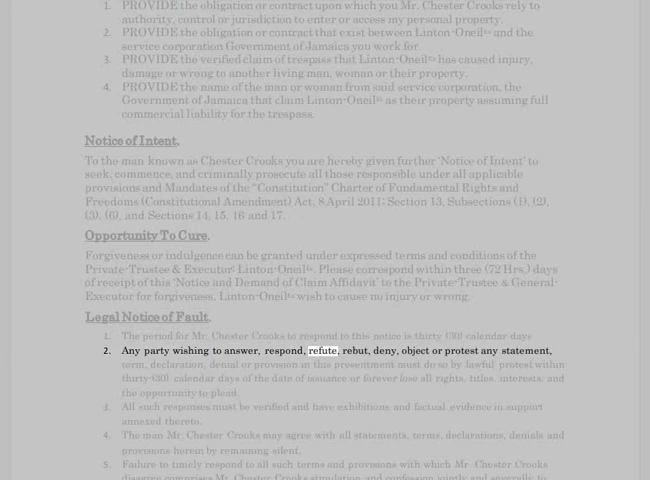 1. PROVIDE the obligation or contract upon which you Mr. Chester Crooks rely to
authority, control or jurisdiction to enter or access my personal property.
2. PROVIDE the obligation or contract that exist between Linton-Oneil and the
service corporation Government of Jamaica you work for.
3. PROVIDE the verified claim of trespass that Linton-Oneil has caused injury,
damage or wrong to another living man, woman or their property.
4. PROVIDE the name of the man or woman from said service corporation, the
Government of Jamaica that claim Linton-Oneil as their property assuming full
commercial liability for the trespass.
Notice of Intent.
To the man known as Chester Crooks you are hereby given further 'Notice of Intent' to
seek, commence, and criminally prosecute all those responsible under all applicable
provisions and Mandates of the "Constitution" Charter of Fundamental Rights and
Freedoms (Constitutional Amendment) Act, 8 April 2011; Section 13, Subsections (1), (2),
(3), (6), and Sections 14, 15, 16 and 17.
Opportunity To Cure.
Forgiveness or indulgence can be granted under expressed terms and conditions of the
Private-Trustee & Executor: Linton-Oneil. Please correspond within three (72 Hrs.) days
of receipt of this 'Notice and Demand of Claim Affidavit' to the Private-Trustee & General-
Executor for forgiveness. Linton-Oneil wish to cause no injury or wrong.
Legal Notice of Fault.
1. The period for Mr. Chester Crooks to respond to this notice is thirty (30) calendar days
2. Any party wishing to answer, respond, refute, rebut, deny, object or protest any statement,
term, declaration, denial or provision in this presentment must do so by lawful protest within
thirty-(30) calendar days of the date of issuance or forever lose all rights, titles, interests, and
the opportunity to plead.
3. All such responses must be verified and have exhibitions and factual evidence in support
annexed thereto.
4. The man Mr. Chester Crooks may agree with all statements, terms, declarations, denials and
provisions herein by remaining silent.
5. Failure to timely respond to all such terms and provisions with which Mr. Chester Crooks
disagree comprises Mr. Chester Crooks stipulation and confession jointly and severally to